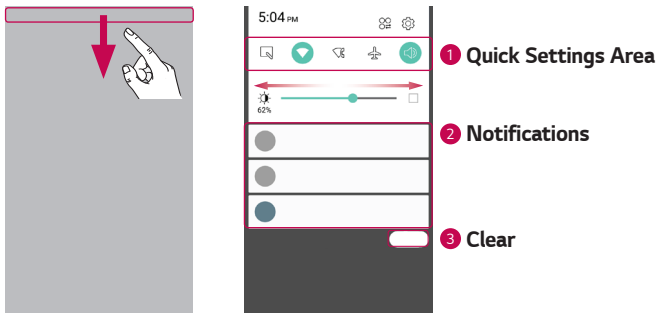 5:04 PM
1 Quick Settings Area
62%
2 Notifications
3 Clear